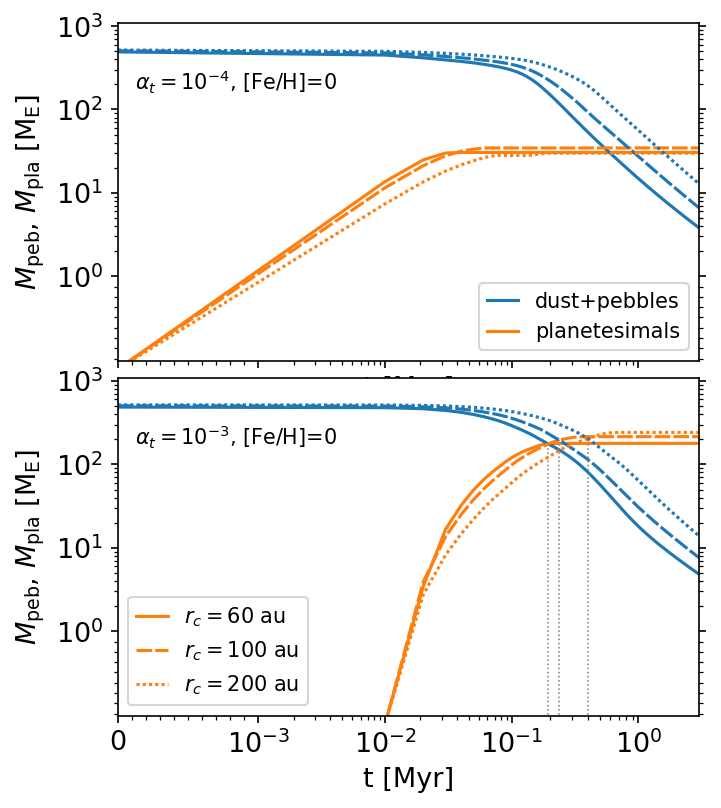 10³
10²
10¹
10⁰
M_peb, M_pla [M_E]
α_t = 10⁻⁴, [Fe/H]=0
dust+pebbles
planetesimals
10³
10²
10¹
10⁰
M_peb, M_pla [M_E]
α_t = 10⁻³, [Fe/H]=0
r_c = 60 au
r_c = 100 au
r_c = 200 au
0 10⁻³ 10⁻² 10⁻¹ 10⁰
t [Myr]